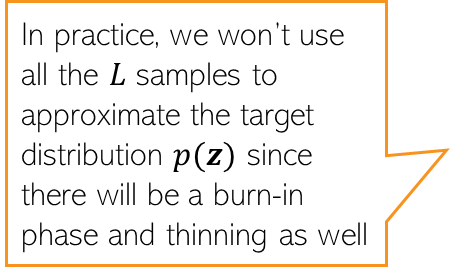 In practice, we won't use
all the L samples to
approximate the target
distribution p(z) since
there will be a burn-in
phase and thinning as well